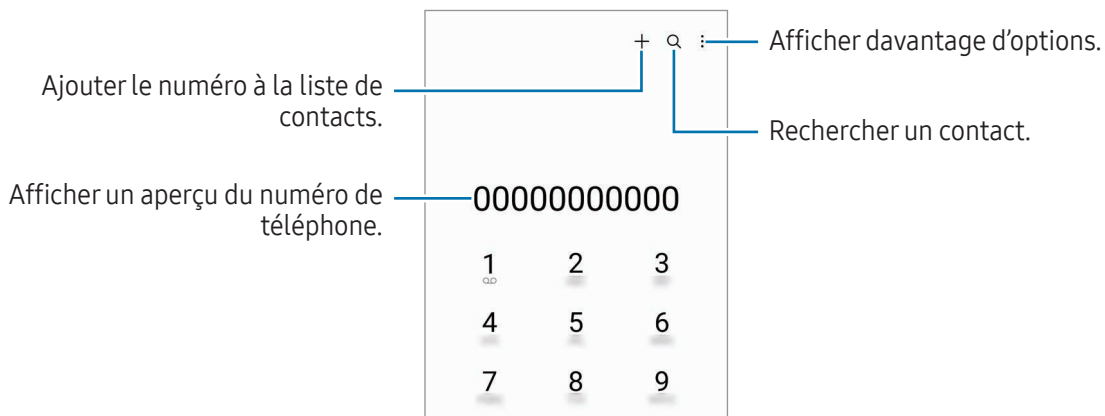 Afficher davantage d’options.
Ajouter le numéro à la liste de
contacts.
Rechercher un contact.
Afficher un aperçu du numéro de
téléphone.
00000000000
1 2 3
4 5 6
7 8 9